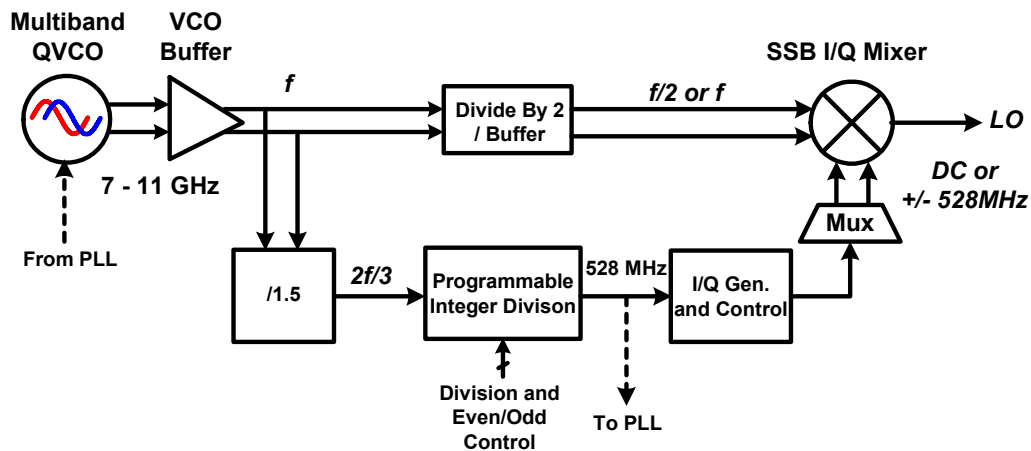 Multiband
QVCO
VCO
Buffer
SSB I/Q Mixer
f
Divide By 2
/ Buffer
f/2 or f
LO
7 - 11 GHz
DC or
+/- 528MHz
Mux
From PLL
/1.5
2f/3
Programmable
Integer Divison
528 MHz
I/Q Gen.
and Control
Division and
Even/Odd
Control
To PLL